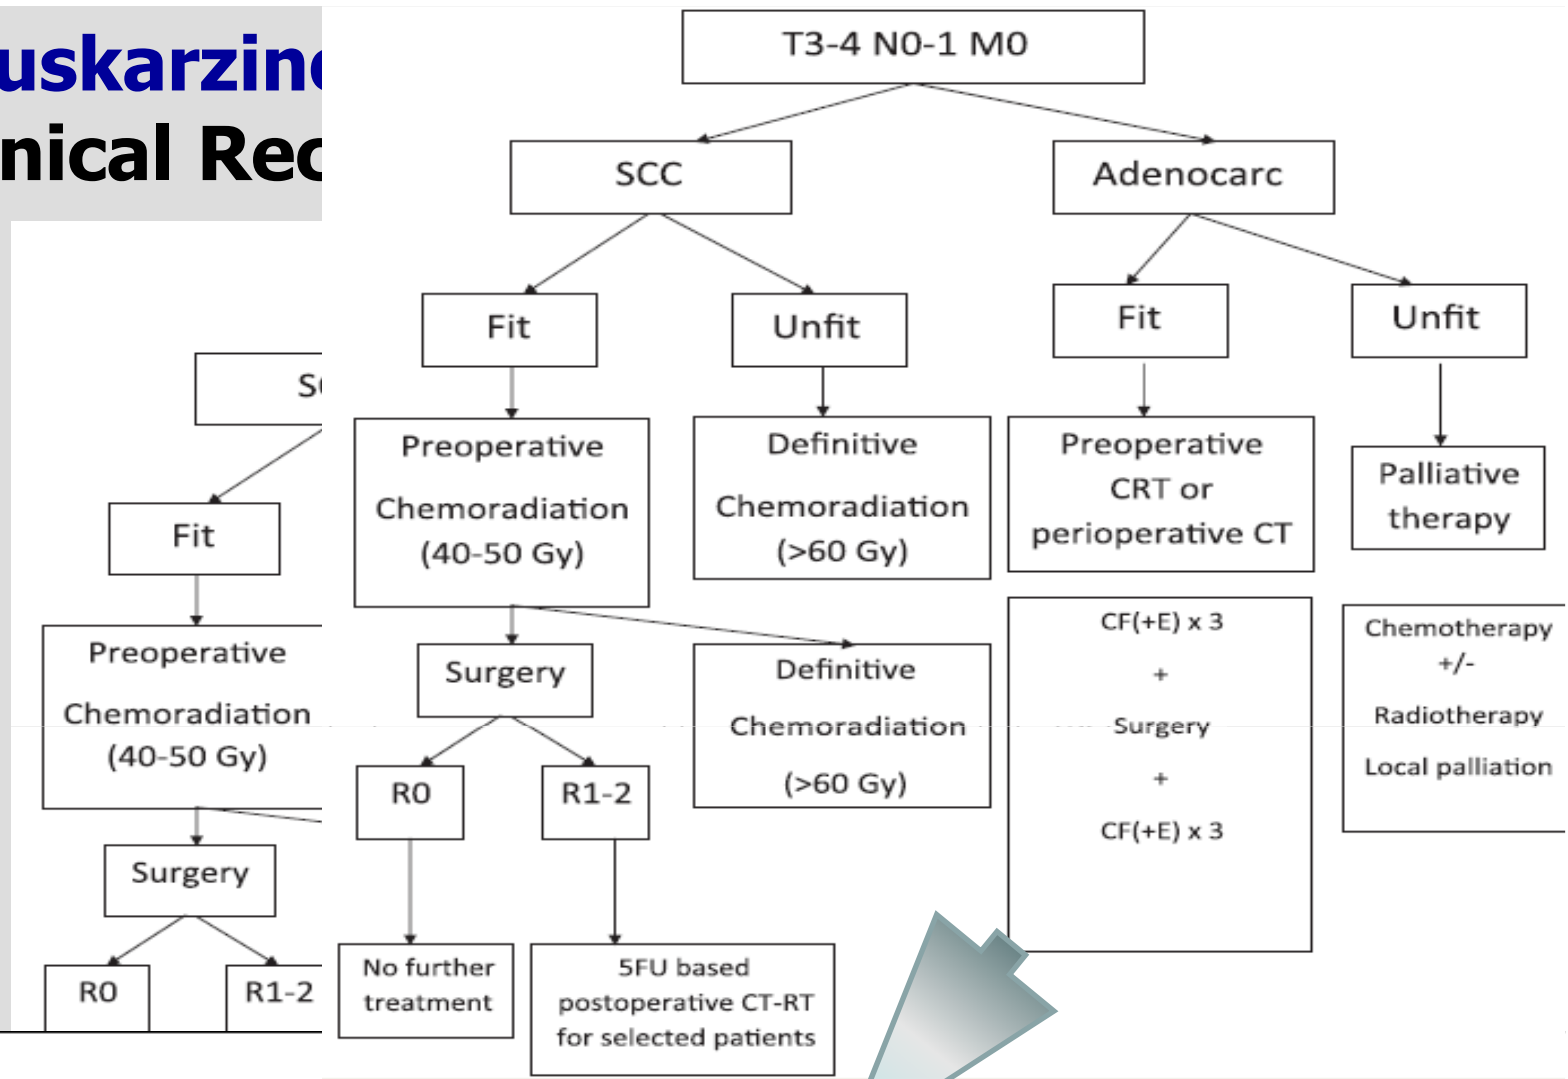 uskarzin
nical Rec
T3-4 N0-1 M0
SCC
Adenocarc
Fit
Unfit
Fit
Unfit
Preoperative
Chemoradiation
(40-50 Gy)
Definitive
Chemoradiation
(>60 Gy)
Preoperative
CRT or
perioperative CT
Palliative
therapy
Surgery
Definitive
Chemoradiation
(>60 Gy)
CF(+E) x 3
+
Surgery
+
CF(+E) x 3
Chemotherapy
+/-
Radiotherapy
Local palliation
R0
R1-2
No further
treatment
5FU based
postoperative CT-RT
for selected patients
S
Fit
Preoperative
Chemoradiation
(40-50 Gy)
Surgery
R0
R1-2